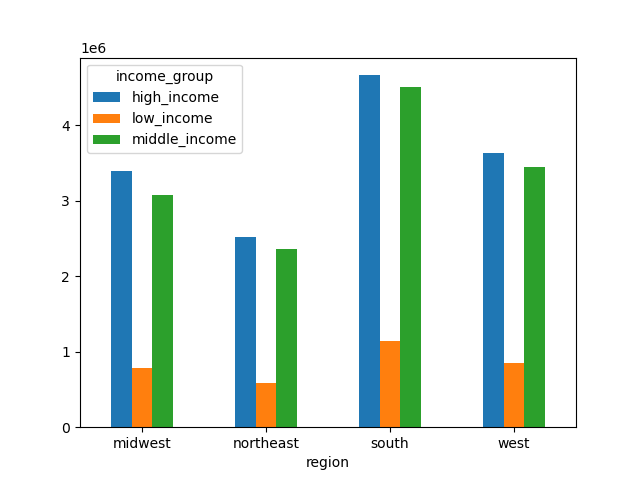 1e6
income_group
high_income
low_income
middle_income
4
3
2
1
0
midwest northeast south west
region